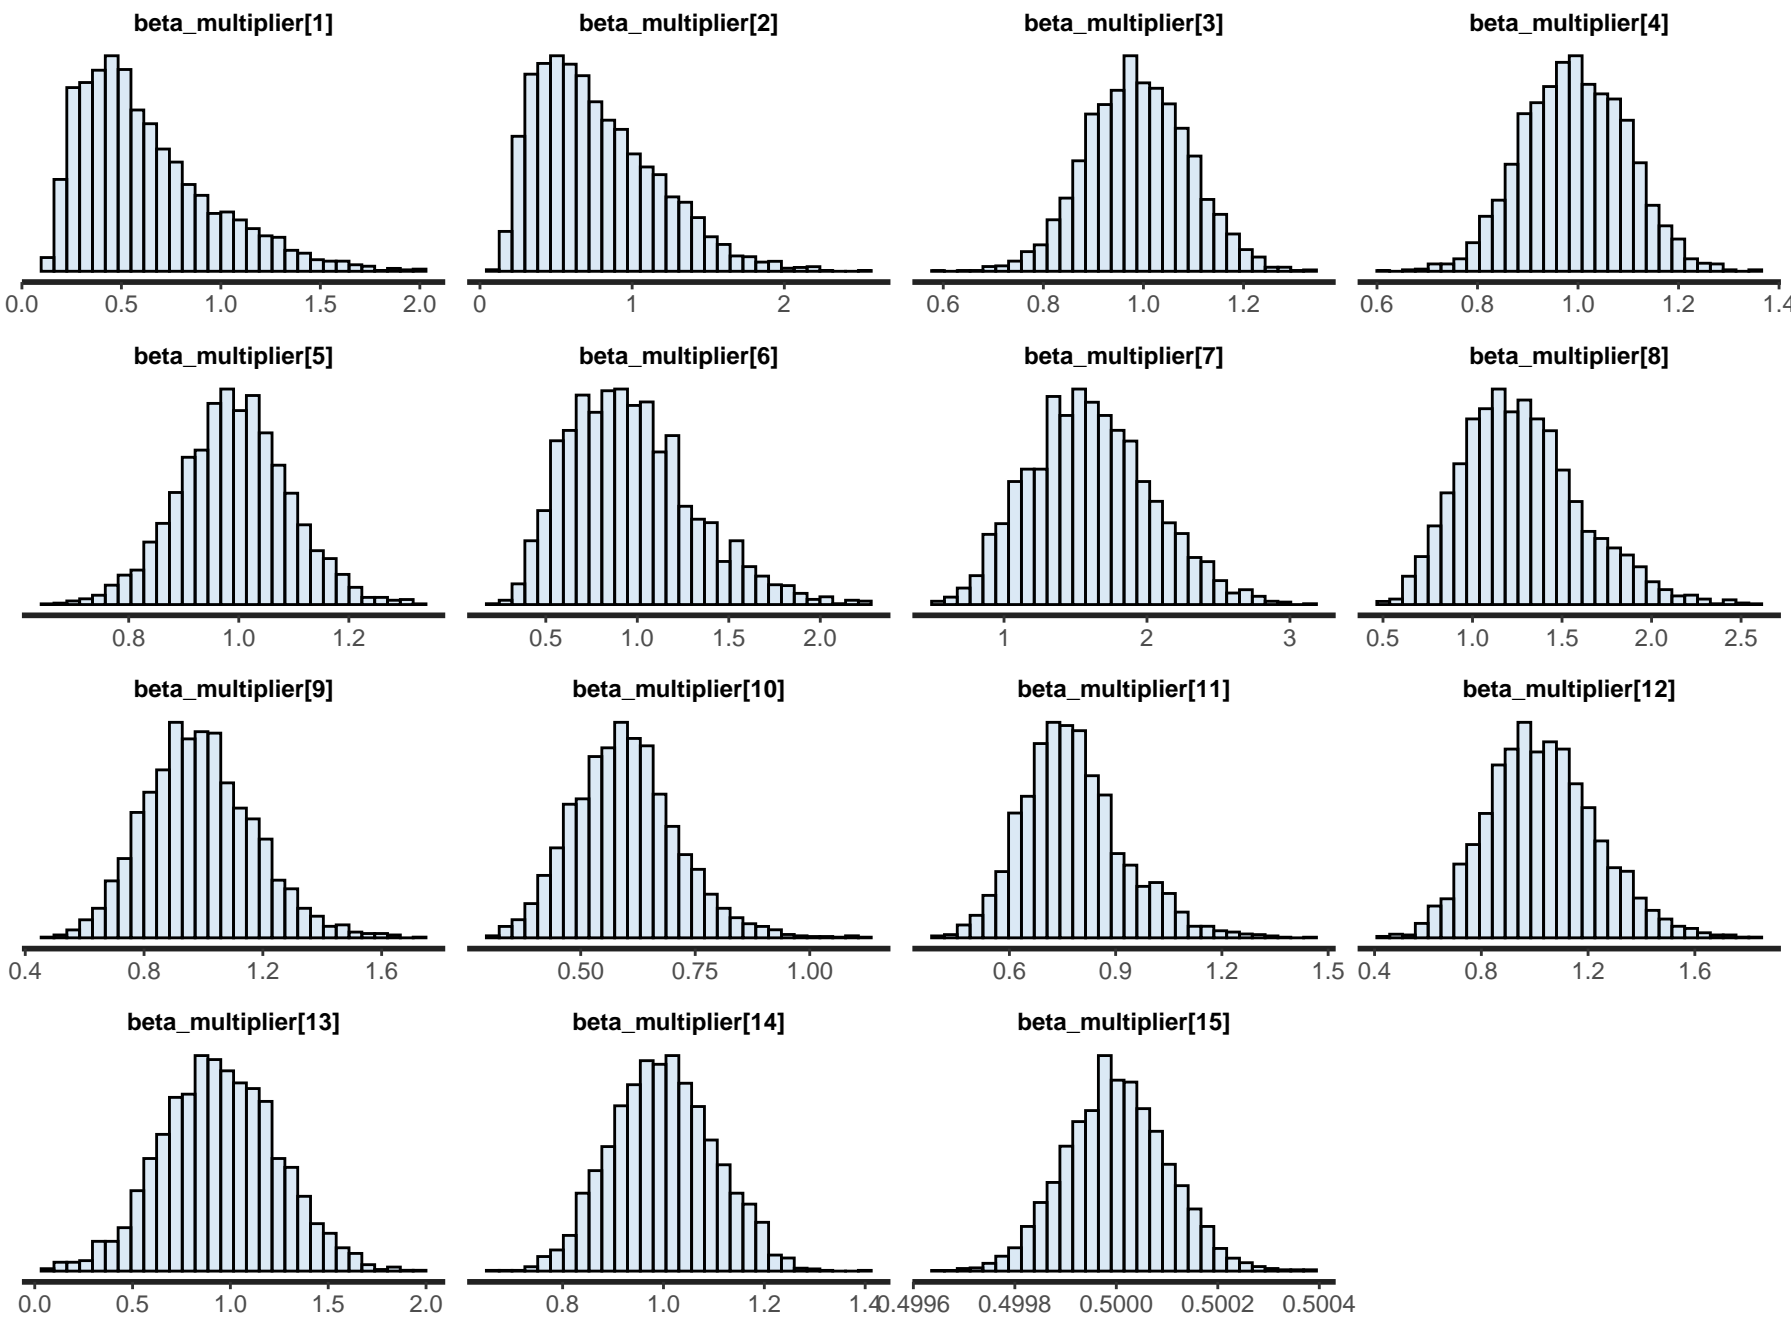 beta_multiplier[1] beta_multiplier[2] beta_multiplier[3] beta_multiplier[4]
0.0 0.5 1.0 1.5 2.0 0 1 2 0.6 0.8 1.0 1.2 0.6 0.8 1.0 1.2 1.4
beta_multiplier[5] beta_multiplier[6] beta_multiplier[7] beta_multiplier[8]
0.8 1.0 1.2 0.5 1.0 1.5 2.0 1 2 3 0.5 1.0 1.5 2.0 2.5
beta_multiplier[9] beta_multiplier[10] beta_multiplier[11] beta_multiplier[12]
0.4 0.8 1.2 1.6 0.50 0.75 1.00 0.6 0.9 1.2 1.5 0.4 0.8 1.2 1.6
beta_multiplier[13] beta_multiplier[14] beta_multiplier[15]
0.0 0.5 1.0 1.5 2.0 0.8 1.0 1.2 1.4 0.4996 0.4998 0.5000 0.5002 0.5004